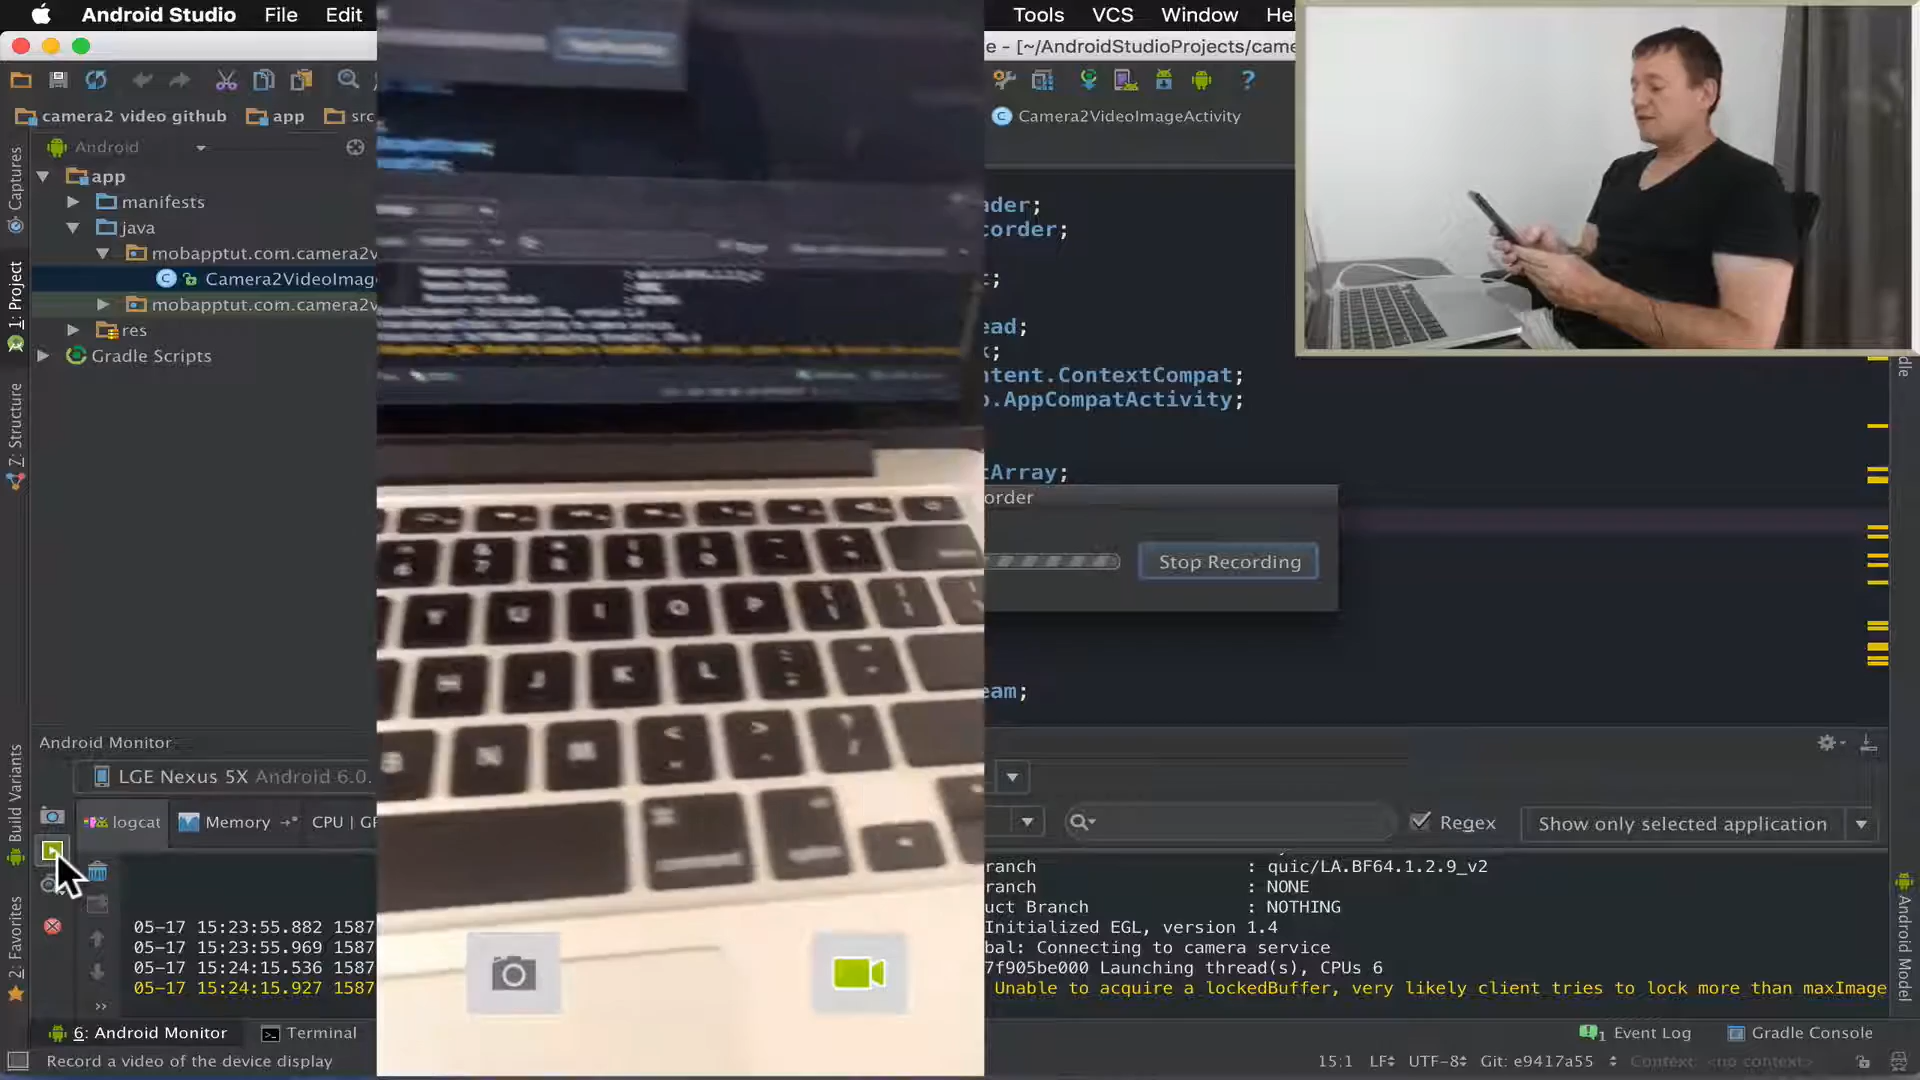 Android Studio File Edit Tools VCS Window He
e - [~/AndroidStudioProjects/came
camera2 video github app src Camera2VideoImageActivity
Android
app
manifests
java
mobapptut.com.camera2v
Camera2VideoImag
mobapptut.com.camera2v
res
Gradle Scripts
Captures
1: Project
7: Structure
Build Variants
2: Favorites
ader;
corder;
t;
ead;
k;
ntent.ContextCompat;
p.AppCompatActivity;
tArray;
order
Stop Recording
eam;
dle
Android Model
Android Monitor
LGE Nexus 5X Android 6.0.
logcat Memory CPU | GP
Regex Show only selected application
ranch : quic/LA.BF64.1.2.9_v2
ranch : NONE
uct Branch : NOTHING
05-17 15:23:55.882 1587 Initialized EGL, version 1.4
05-17 15:23:55.969 1587 bal: Connecting to camera service
05-17 15:24:15.536 1587 7f905be000 Launching thread(s), CPUs 6
05-17 15:24:15.927 1587 Unable to acquire a lockedBuffer, very likely client tries to lock more than maxImage
6: Android Monitor Terminal 1 Event Log Gradle Console
Record a video of the device display 15:1 LF UTF-8 Git: e9417a55 Context: <no context>